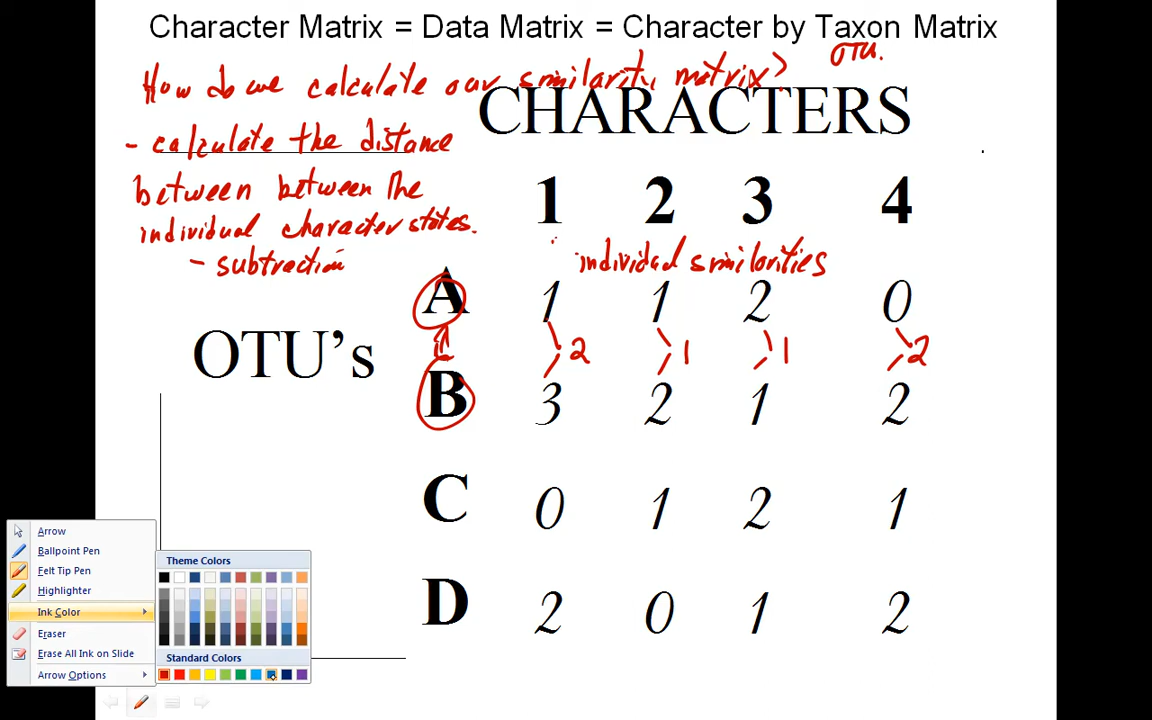 Character Matrix = Data Matrix = Character by Taxon Matrix
How do we calculate our similarity matrix? OTU.
CHARACTERS
- calculate the distance
between between the
individual character states.
- subtraction
1 2 3 4
individual similarities
A 1 1 2 0
2 1 1 2
OTU's
B 3 2 1 2
C 0 1 2 1
D 2 0 1 2
Arrow
Ballpoint Pen
Felt Tip Pen
Highlighter
Ink Color
Eraser
Erase All Ink on Slide
Arrow Options
Theme Colors
Standard Colors